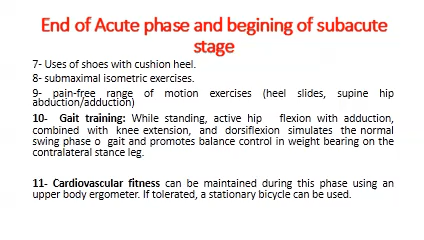 End of Acute phase and begining of subacute
stage
7- Uses of shoes with cushion heel.
8- submaximal isometric exercises.
9- pain-free range of motion exercises (heel slides, supine hip
abduction/adduction)
10- Gait training: While standing, active hip flexion with adduction,
combined with knee extension, and dorsiflexion simulates the normal
swing phase o gait and promotes balance control in weight bearing on the
contralateral stance leg.
11- Cardiovascular fitness can be maintained during this phase using an
upper body ergometer. If tolerated, a stationary bicycle can be used.